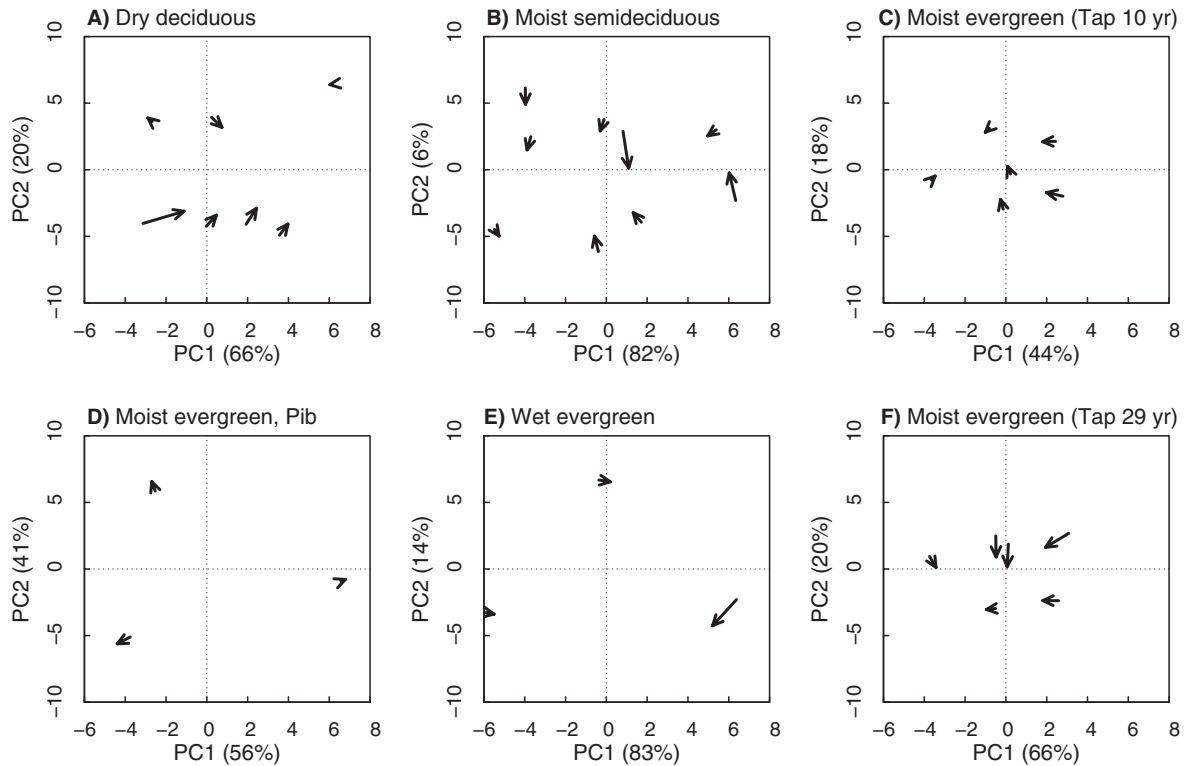 A) Dry deciduous
B) Moist semideciduous
C) Moist evergreen (Tap 10 yr)
10
5
0
−5
−10
PC2 (20%)
−6 −4 −2 0 2 4 6 8
PC1 (66%)
10
5
0
−5
−10
PC2 (6%)
−6 −4 −2 0 2 4 6 8
PC1 (82%)
10
5
0
−5
−10
PC2 (18%)
−6 −4 −2 0 2 4 6 8
PC1 (44%)
D) Moist evergreen, Pib
E) Wet evergreen
F) Moist evergreen (Tap 29 yr)
10
5
0
−5
−10
PC2 (41%)
−6 −4 −2 0 2 4 6 8
PC1 (56%)
10
5
0
−5
−10
PC2 (14%)
−6 −4 −2 0 2 4 6 8
PC1 (83%)
10
5
0
−5
−10
PC2 (20%)
−6 −4 −2 0 2 4 6 8
PC1 (66%)